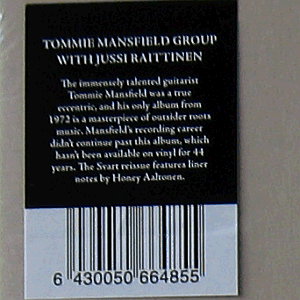 TOMMIE MANSFIELD GROUP
WITH JUSSI RAITTINEN
The immensely talented guitarist
Tommie Mansfield was a true
eccentric, and his only album from
1972 is a masterpiece of outsider roots
music. Mansfield's recording career
didn't continue past this album, which
hasn't been available on vinyl for 44
years. The Svart reissue features liner
notes by Honey Aaltonen.
6 430050 664855